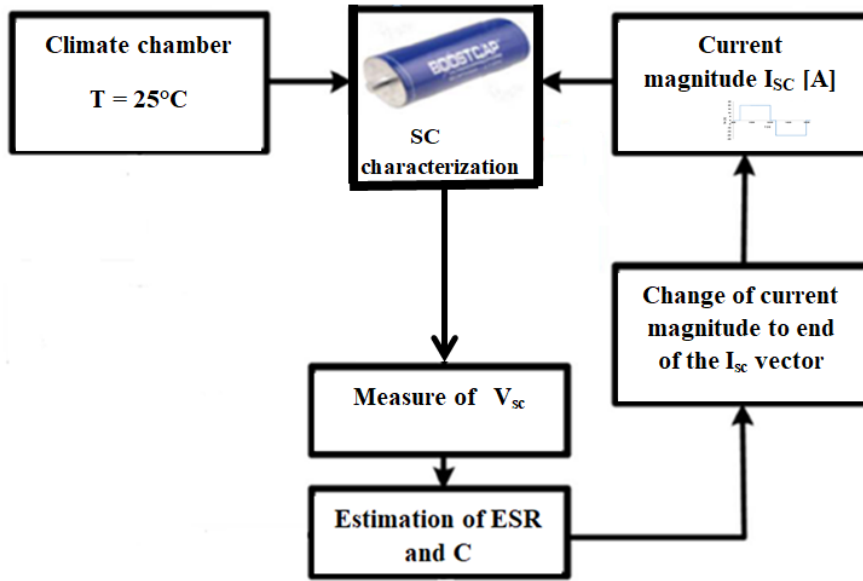 Climate chamber
T = 25°C
BOOSTCAP
SC
characterization
Current
magnitude I_SC [A]
Change of current
magnitude to end
of the I_sc vector
Measure of V_sc
Estimation of ESR
and C